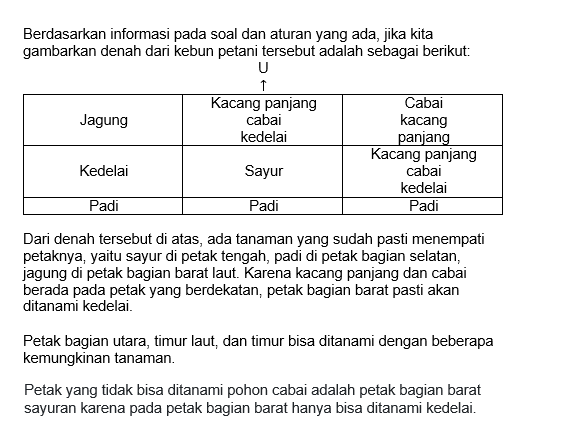 Berdasarkan informasi pada soal dan aturan yang ada, jika kita
gambarkan denah dari kebun petani tersebut adalah sebagai berikut:
U
↑
Jagung
Kacang panjang
cabai
kedelai
Cabai
kacang
panjang
Kedelai
Sayur
Kacang panjang
cabai
kedelai
Padi
Padi
Padi
Dari denah tersebut di atas, ada tanaman yang sudah pasti menempati
petaknya, yaitu sayur di petak tengah, padi di petak bagian selatan,
jagung di petak bagian barat laut. Karena kacang panjang dan cabai
berada pada petak yang berdekatan, petak bagian barat pasti akan
ditanami kedelai.
Petak bagian utara, timur laut, dan timur bisa ditanami dengan beberapa
kemungkinan tanaman.
Petak yang tidak bisa ditanami pohon cabai adalah petak bagian barat
sayuran karena pada petak bagian barat hanya bisa ditanami kedelai.